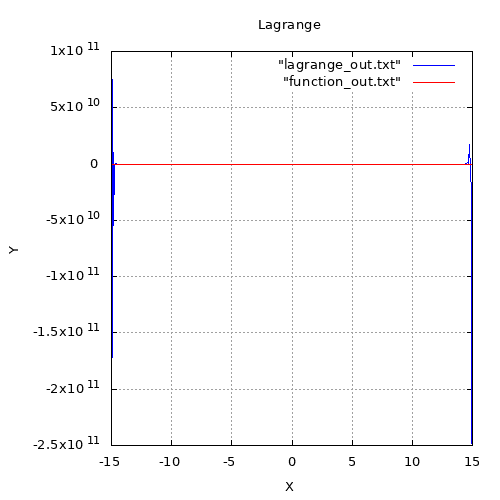 Lagrange
1x10 11
"lagrange_out.txt"
"function_out.txt"
5x10 10
0
-5x10 10
Y
-1x10 11
-1.5x10 11
-2x10 11
-2.5x10 11
-15 -10 -5 0 5 10 15
X